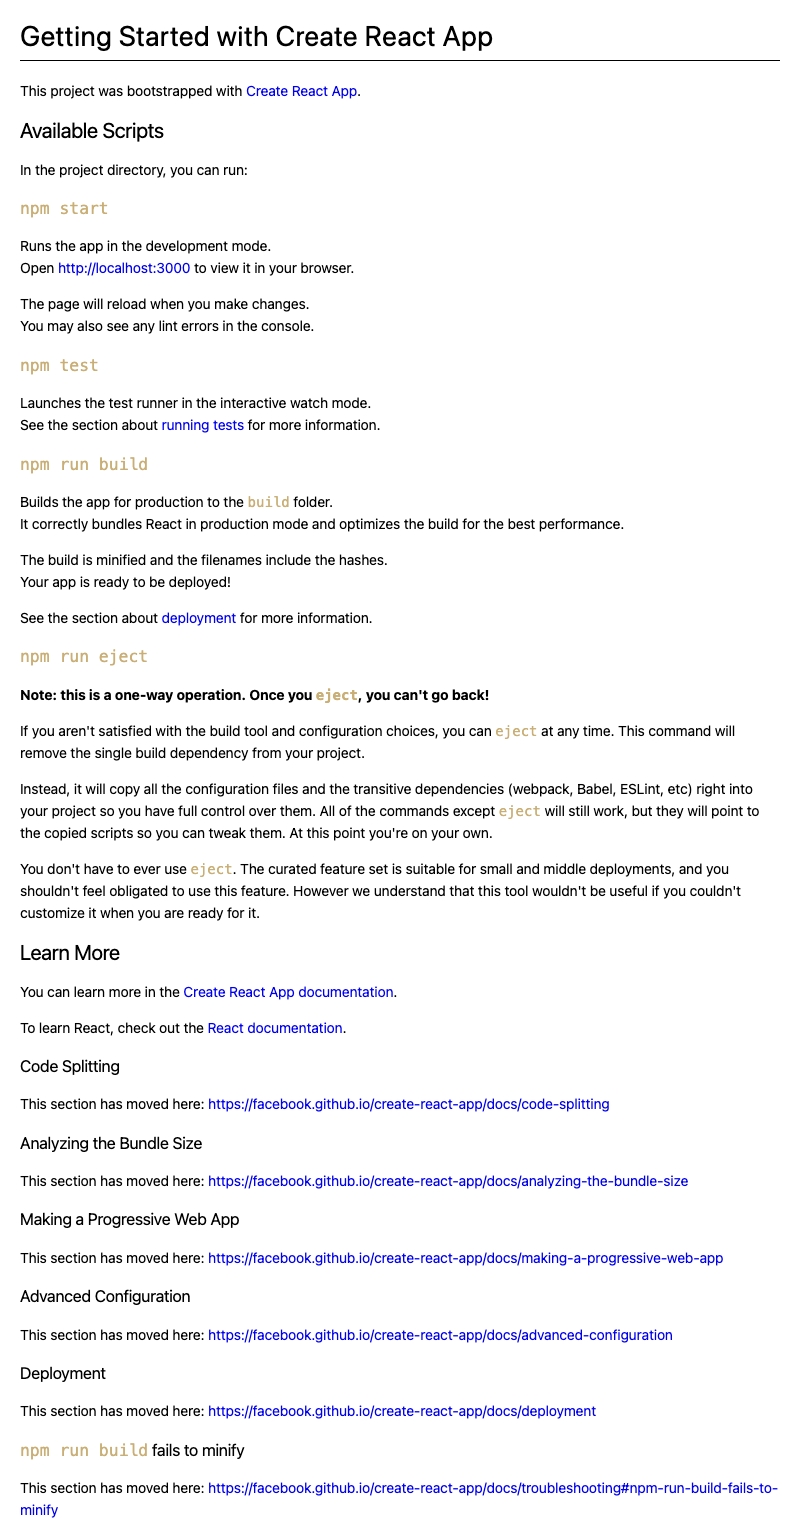 Getting Started with Create React App
This project was bootstrapped with Create React App.
Available Scripts
In the project directory, you can run:
npm start
Runs the app in the development mode.
Open http://localhost:3000 to view it in your browser.
The page will reload when you make changes.
You may also see any lint errors in the console.
npm test
Launches the test runner in the interactive watch mode.
See the section about running tests for more information.
npm run build
Builds the app for production to the build folder.
It correctly bundles React in production mode and optimizes the build for the best performance.
The build is minified and the filenames include the hashes.
Your app is ready to be deployed!
See the section about deployment for more information.
npm run eject
Note: this is a one-way operation. Once you eject, you can't go back!
If you aren't satisfied with the build tool and configuration choices, you can eject at any time. This command will
remove the single build dependency from your project.
Instead, it will copy all the configuration files and the transitive dependencies (webpack, Babel, ESLint, etc) right into
your project so you have full control over them. All of the commands except eject will still work, but they will point to
the copied scripts so you can tweak them. At this point you're on your own.
You don't have to ever use eject. The curated feature set is suitable for small and middle deployments, and you
shouldn't feel obligated to use this feature. However we understand that this tool wouldn't be useful if you couldn't
customize it when you are ready for it.
Learn More
You can learn more in the Create React App documentation.
To learn React, check out the React documentation.
Code Splitting
This section has moved here: https://facebook.github.io/create-react-app/docs/code-splitting
Analyzing the Bundle Size
This section has moved here: https://facebook.github.io/create-react-app/docs/analyzing-the-bundle-size
Making a Progressive Web App
This section has moved here: https://facebook.github.io/create-react-app/docs/making-a-progressive-web-app
Advanced Configuration
This section has moved here: https://facebook.github.io/create-react-app/docs/advanced-configuration
Deployment
This section has moved here: https://facebook.github.io/create-react-app/docs/deployment
npm run build fails to minify
This section has moved here: https://facebook.github.io/create-react-app/docs/troubleshooting#npm-run-build-fails-to-
minify